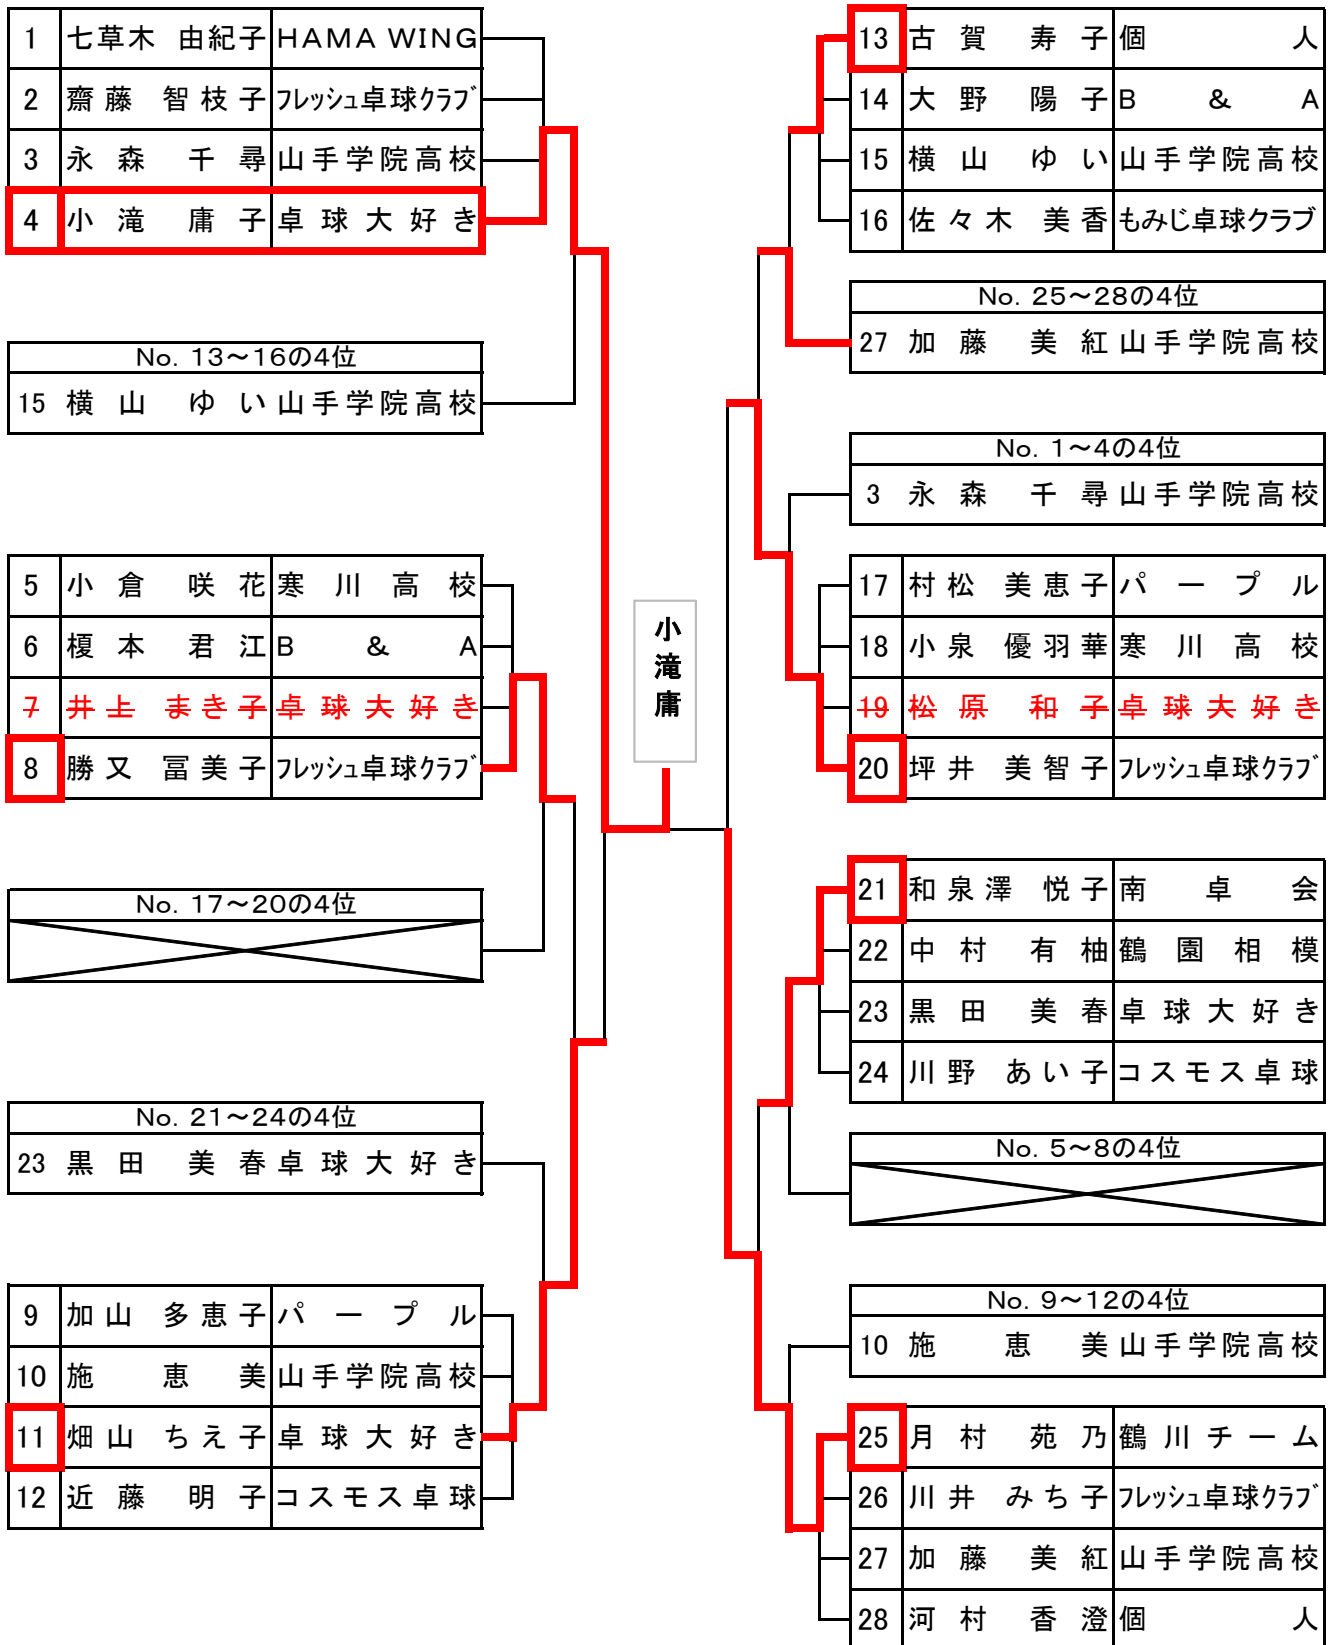 1 七草木 由紀子 HAMA WING
2 齋藤 智枝子 フレッシュ卓球クラブ
3 永森 千尋 山手学院高校
4 小滝 庸子 卓球大好き
No. 13～16の4位
15 横山 ゆい 山手学院高校
5 小倉 咲花 寒川高校
6 榎本 君江 B & A
7 井上 まき子 卓球大好き
8 勝又 冨美子 フレッシュ卓球クラブ
No. 17～20の4位
No. 21～24の4位
23 黒田 美春 卓球大好き
9 加山 多恵子 パープル
10 施 恵美 山手学院高校
11 畑山 ちえ子 卓球大好き
12 近藤 明子 コスモス卓球
小滝庸
13 古賀 寿子 個人
14 大野 陽子 B & A
15 横山 ゆい 山手学院高校
16 佐々木 美香 もみじ卓球クラブ
No. 25～28の4位
27 加藤 美紅 山手学院高校
No. 1～4の4位
3 永森 千尋 山手学院高校
17 村松 美恵子 パープル
18 小泉 優羽華 寒川高校
19 松原 和子 卓球大好き
20 坪井 美智子 フレッシュ卓球クラブ
21 和泉澤 悦子 南卓会
22 中村 有柚 鶴園相模
23 黒田 美春 卓球大好き
24 川野 あい子 コスモス卓球
No. 5～8の4位
No. 9～12の4位
10 施 恵美 山手学院高校
25 月村 苑乃 鶴川チーム
26 川井 みち子 フレッシュ卓球クラブ
27 加藤 美紅 山手学院高校
28 河村 香澄 個人